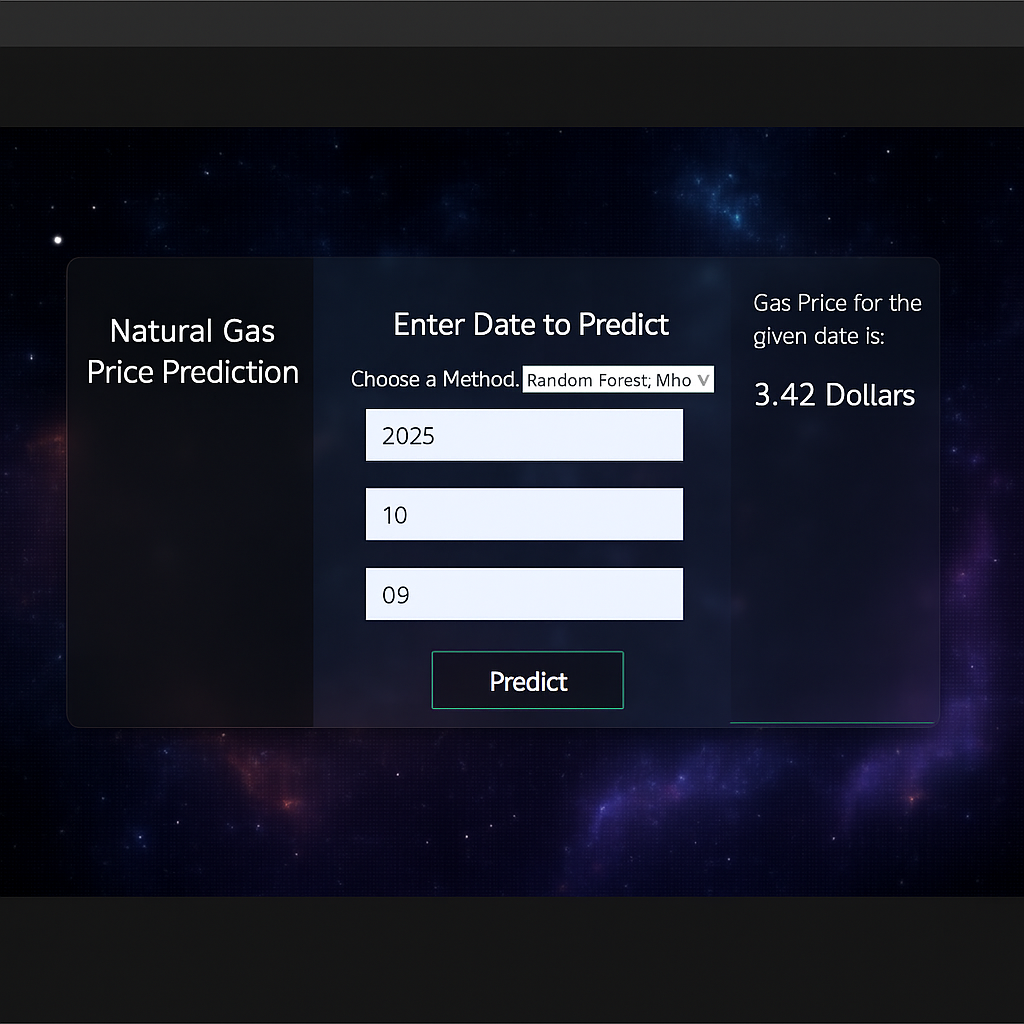 Natural Gas
Price Prediction
Enter Date to Predict
Choose a Method. Random Forest; Mho
2025
10
09
Predict
Gas Price for the
given date is:
3.42 Dollars